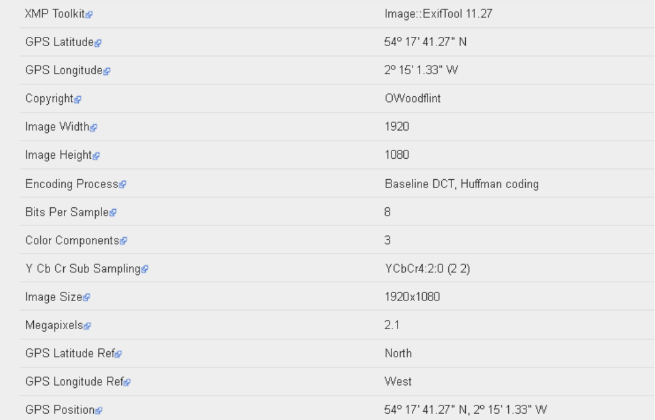 XMP Toolkit Image::ExifTool 11.27
GPS Latitude 54º 17' 41.27" N
GPS Longitude 2º 15' 1.33" W
Copyright OWoodflint
Image Width 1920
Image Height 1080
Encoding Process Baseline DCT, Huffman coding
Bits Per Sample 8
Color Components 3
Y Cb Cr Sub Sampling YCbCr4:2:0 (2 2)
Image Size 1920x1080
Megapixels 2.1
GPS Latitude Ref North
GPS Longitude Ref West
GPS Position 54º 17' 41.27" N, 2º 15' 1.33" W